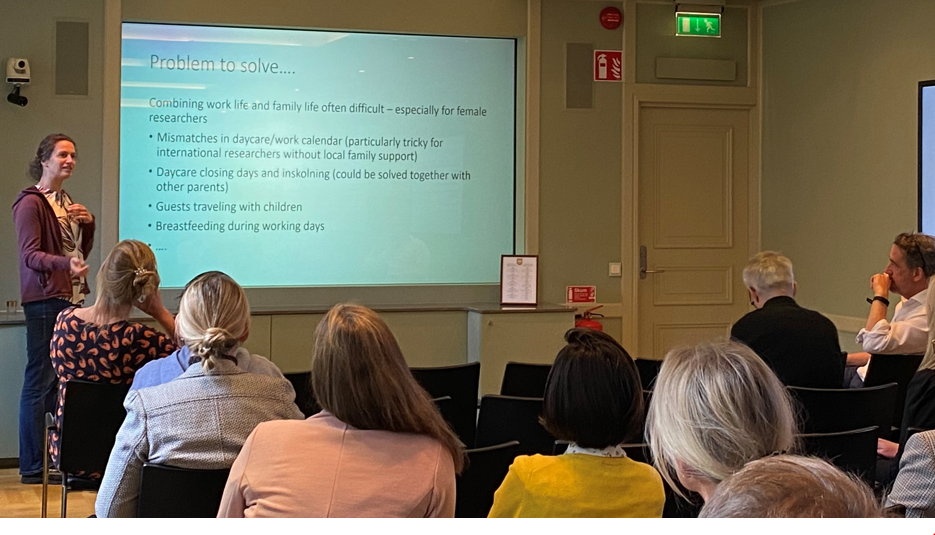 Problem to solve....
Combining work life and family life often difficult – especially for female
researchers
• Mismatches in daycare/work calendar (particularly tricky for
international researchers without local family support)
• Daycare closing days and inskolning (could be solved together with
other parents)
• Guests traveling with children
• Breastfeeding during working days
• ....